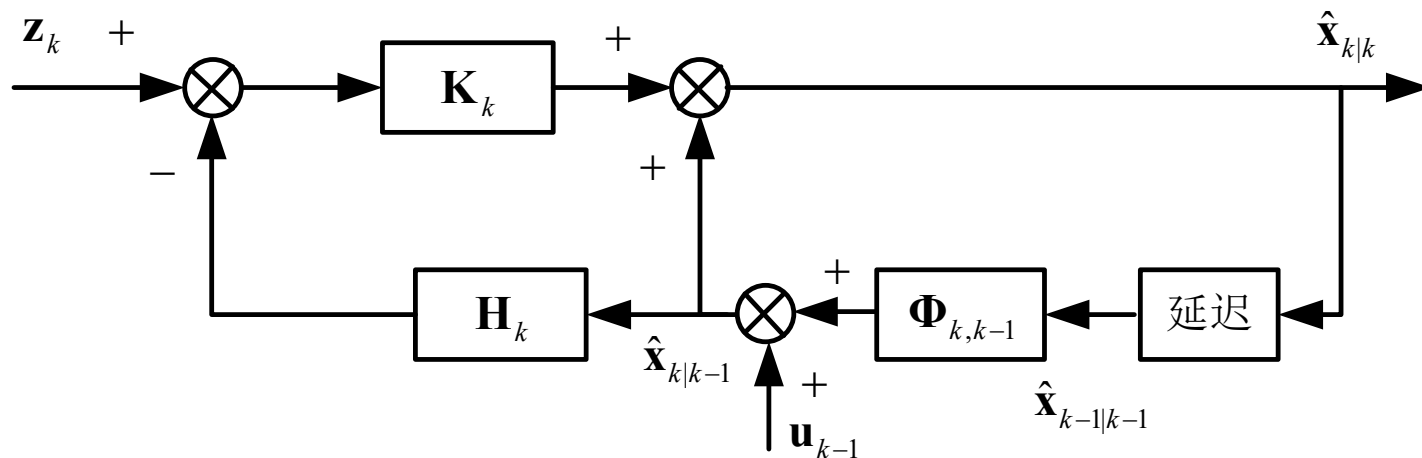 z_k + + x̂_{k|k}
K_k
− +
+
H_k Φ_{k,k−1} 延迟
x̂_{k|k−1} + x̂_{k−1|k−1}
u_{k−1}